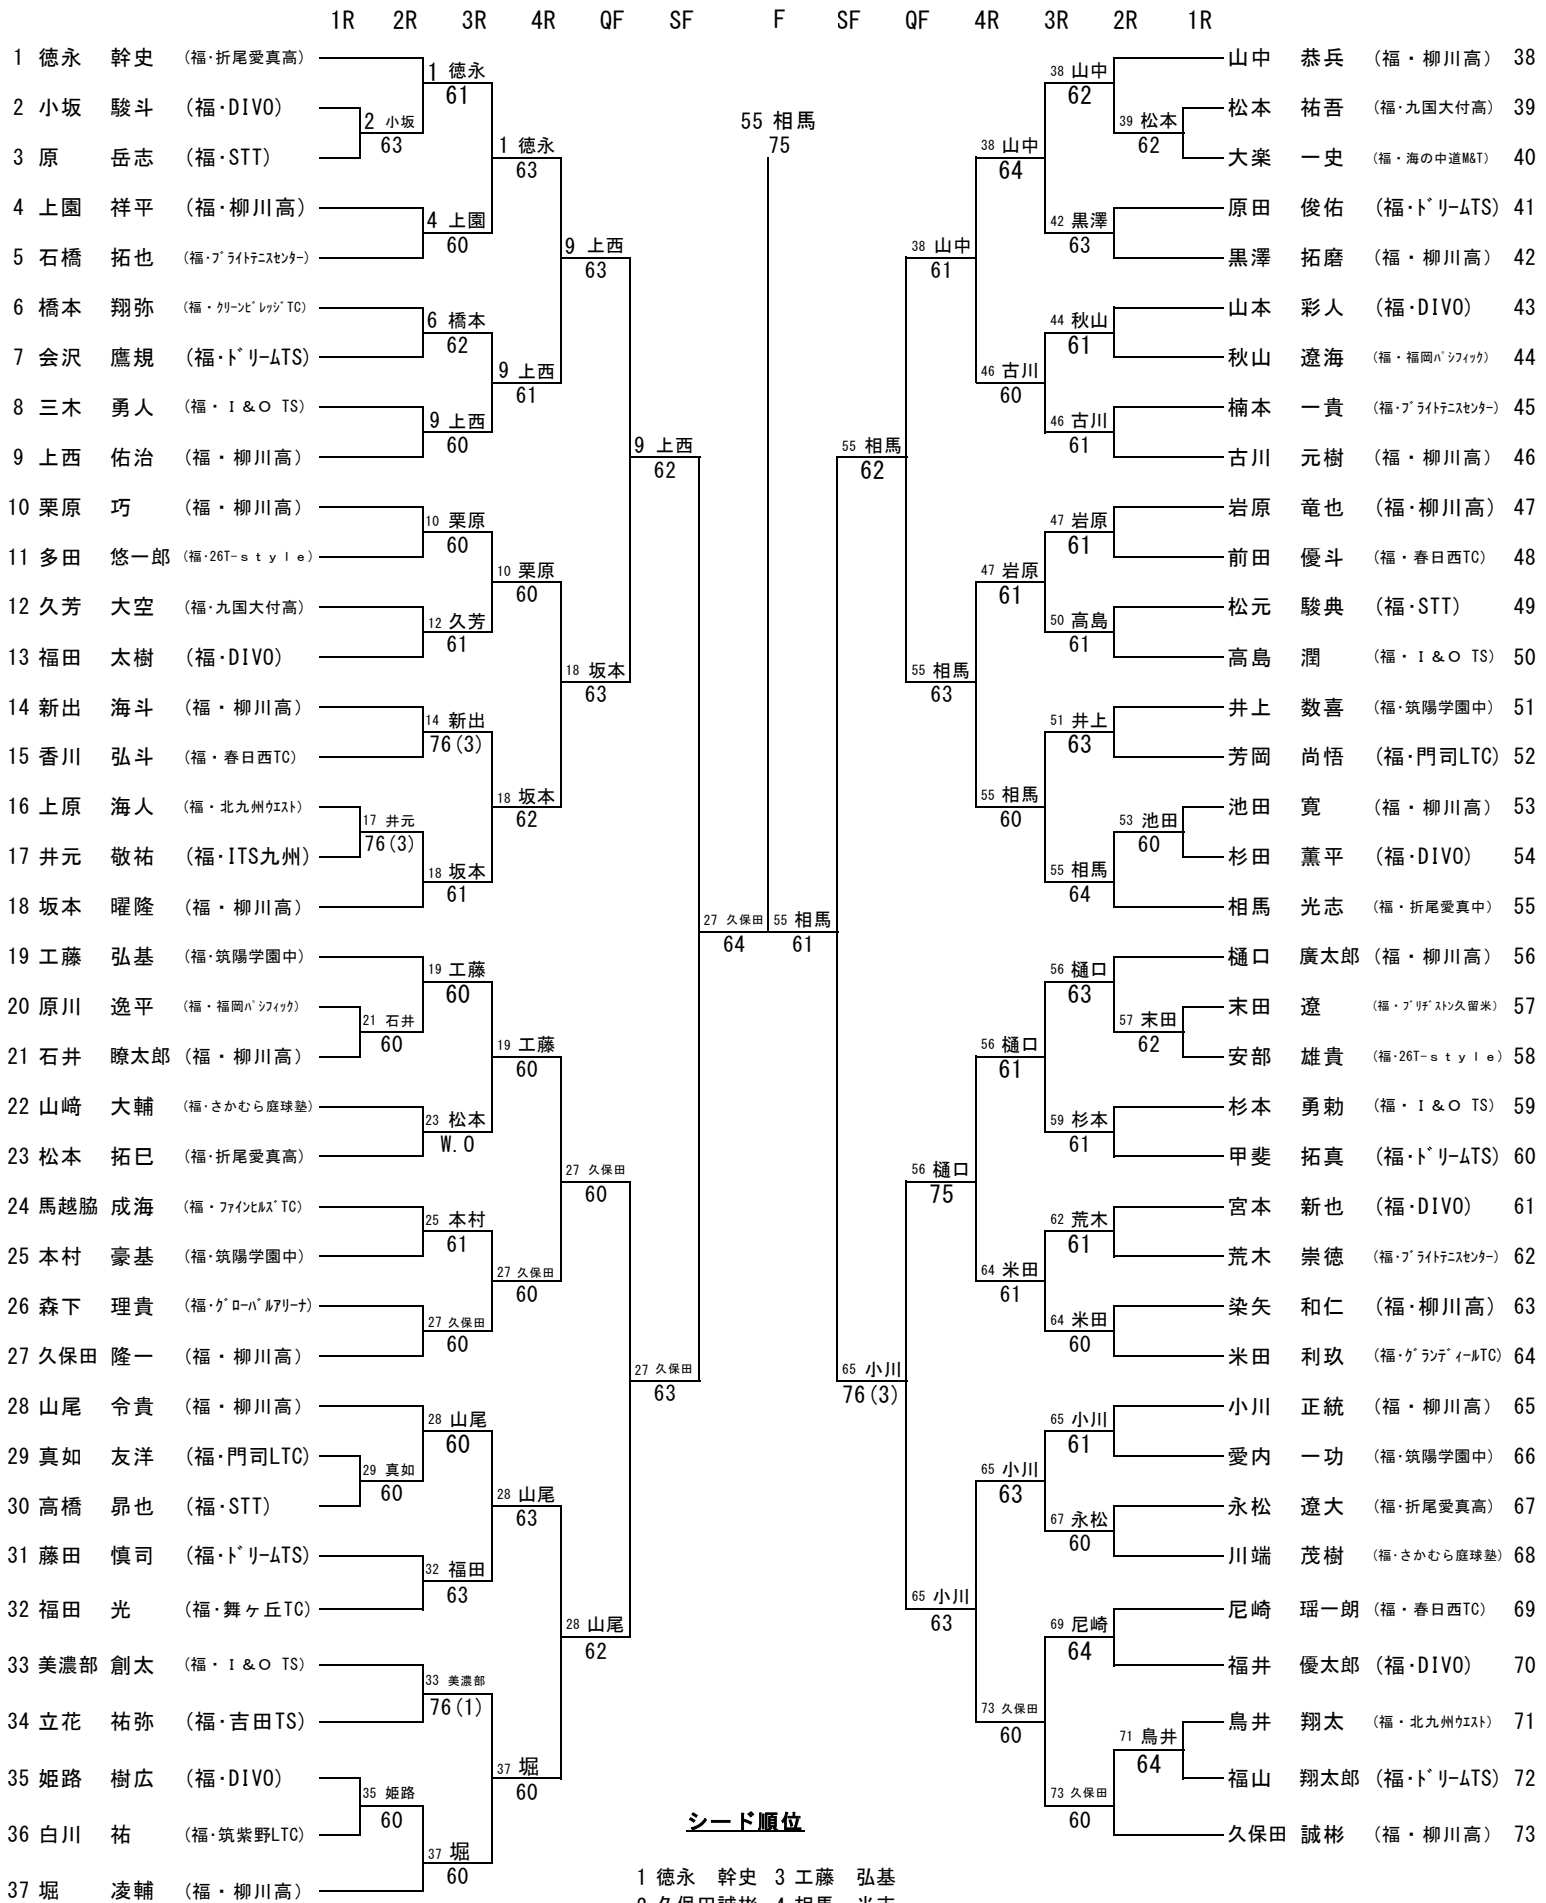 1R 2R 3R 4R QF SF F SF QF 4R 3R 2R 1R
1 徳永 幹史 (福・折尾愛真高)
2 小坂 駿斗 (福・DIVO)
3 原 岳志 (福・STT)
4 上園 祥平 (福・柳川高)
5 石橋 拓也 (福・ブライトテニスセンター)
6 橋本 翔弥 (福・グリーンビレッジTC)
7 会沢 鷹規 (福・ドリームTS)
8 三木 勇人 (福・I&O TS)
9 上西 佑治 (福・柳川高)
10 栗原 巧 (福・柳川高)
11 多田 悠一郎 (福・26T-style)
12 久芳 大空 (福・九国大付高)
13 福田 太樹 (福・DIVO)
14 新出 海斗 (福・柳川高)
15 香川 弘斗 (福・春日西TC)
16 上原 海人 (福・北九州ウエスト)
17 井元 敬祐 (福・ITS九州)
18 坂本 曜隆 (福・柳川高)
19 工藤 弘基 (福・筑陽学園中)
20 原川 逸平 (福・福岡パシフィック)
21 石井 瞭太郎 (福・柳川高)
22 山﨑 大輔 (福・さかむら庭球塾)
23 松本 拓巳 (福・折尾愛真高)
24 馬越脇 成海 (福・ファインヒルズTC)
25 本村 豪基 (福・筑陽学園中)
26 森下 理貴 (福・グローバルアリーナ)
27 久保田 隆一 (福・柳川高)
28 山尾 令貴 (福・柳川高)
29 真如 友洋 (福・門司LTC)
30 高橋 昴也 (福・STT)
31 藤田 慎司 (福・ドリームTS)
32 福田 光 (福・舞ヶ丘TC)
33 美濃部 創太 (福・I&O TS)
34 立花 祐弥 (福・吉田TS)
35 姫路 樹広 (福・DIVO)
36 白川 祐 (福・筑紫野LTC)
37 堀 凌輔 (福・柳川高)
2 小坂
63
17 井元
76(3)
21 石井
60
29 真如
60
35 姫路
60
1 徳永
61
4 上園
60
6 橋本
62
9 上西
60
10 栗原
60
12 久芳
61
14 新出
76(3)
18 坂本
61
19 工藤
60
23 松本
W.O
25 本村
61
27 久保田
60
28 山尾
60
32 福田
63
33 美濃部
76(1)
37 堀
60
1 徳永
63
9 上西
61
10 栗原
60
18 坂本
62
19 工藤
60
27 久保田
60
28 山尾
63
37 堀
60
9 上西
63
18 坂本
63
27 久保田
60
28 山尾
62
9 上西
62
27 久保田
63
27 久保田
64
55 相馬
75
55 相馬
61
55 相馬
62
65 小川
76(3)
38 山中
61
55 相馬
63
56 樋口
75
65 小川
63
38 山中
64
46 古川
60
47 岩原
61
55 相馬
60
56 樋口
61
64 米田
61
65 小川
63
73 久保田
60
38 山中
62
42 黒澤
63
44 秋山
61
46 古川
61
47 岩原
61
50 高島
61
51 井上
63
55 相馬
64
56 樋口
63
59 杉本
61
62 荒木
61
64 米田
60
65 小川
61
67 永松
60
69 尼崎
64
73 久保田
60
39 松本
62
53 池田
60
57 末田
62
71 鳥井
64
山中 恭兵 (福・柳川高) 38
松本 祐吾 (福・九国大付高) 39
大楽 一史 (福・海の中道M&T) 40
原田 俊佑 (福・ドリームTS) 41
黒澤 拓磨 (福・柳川高) 42
山本 彩人 (福・DIVO) 43
秋山 遼海 (福・福岡パシフィック) 44
楠本 一貴 (福・ブライトテニスセンター) 45
古川 元樹 (福・柳川高) 46
岩原 竜也 (福・柳川高) 47
前田 優斗 (福・春日西TC) 48
松元 駿典 (福・STT) 49
高島 潤 (福・I&O TS) 50
井上 数喜 (福・筑陽学園中) 51
芳岡 尚悟 (福・門司LTC) 52
池田 寛 (福・柳川高) 53
杉田 薫平 (福・DIVO) 54
相馬 光志 (福・折尾愛真中) 55
樋口 廣太郎 (福・柳川高) 56
末田 遼 (福・ブリヂストン久留米) 57
安部 雄貴 (福・26T-style) 58
杉本 勇勅 (福・I&O TS) 59
甲斐 拓真 (福・ドリームTS) 60
宮本 新也 (福・DIVO) 61
荒木 崇徳 (福・ブライトテニスセンター) 62
染矢 和仁 (福・柳川高) 63
米田 利玖 (福・グランディールTC) 64
小川 正統 (福・柳川高) 65
愛内 一功 (福・筑陽学園中) 66
永松 遼大 (福・折尾愛真高) 67
川端 茂樹 (福・さかむら庭球塾) 68
尼崎 瑶一朗 (福・春日西TC) 69
福井 優太郎 (福・DIVO) 70
鳥井 翔太 (福・北九州ウエスト) 71
福山 翔太郎 (福・ドリームTS) 72
久保田 誠彬 (福・柳川高) 73
シード順位
1 徳永 幹史 3 工藤 弘基
2 久保田誠彬 4 相馬 光志